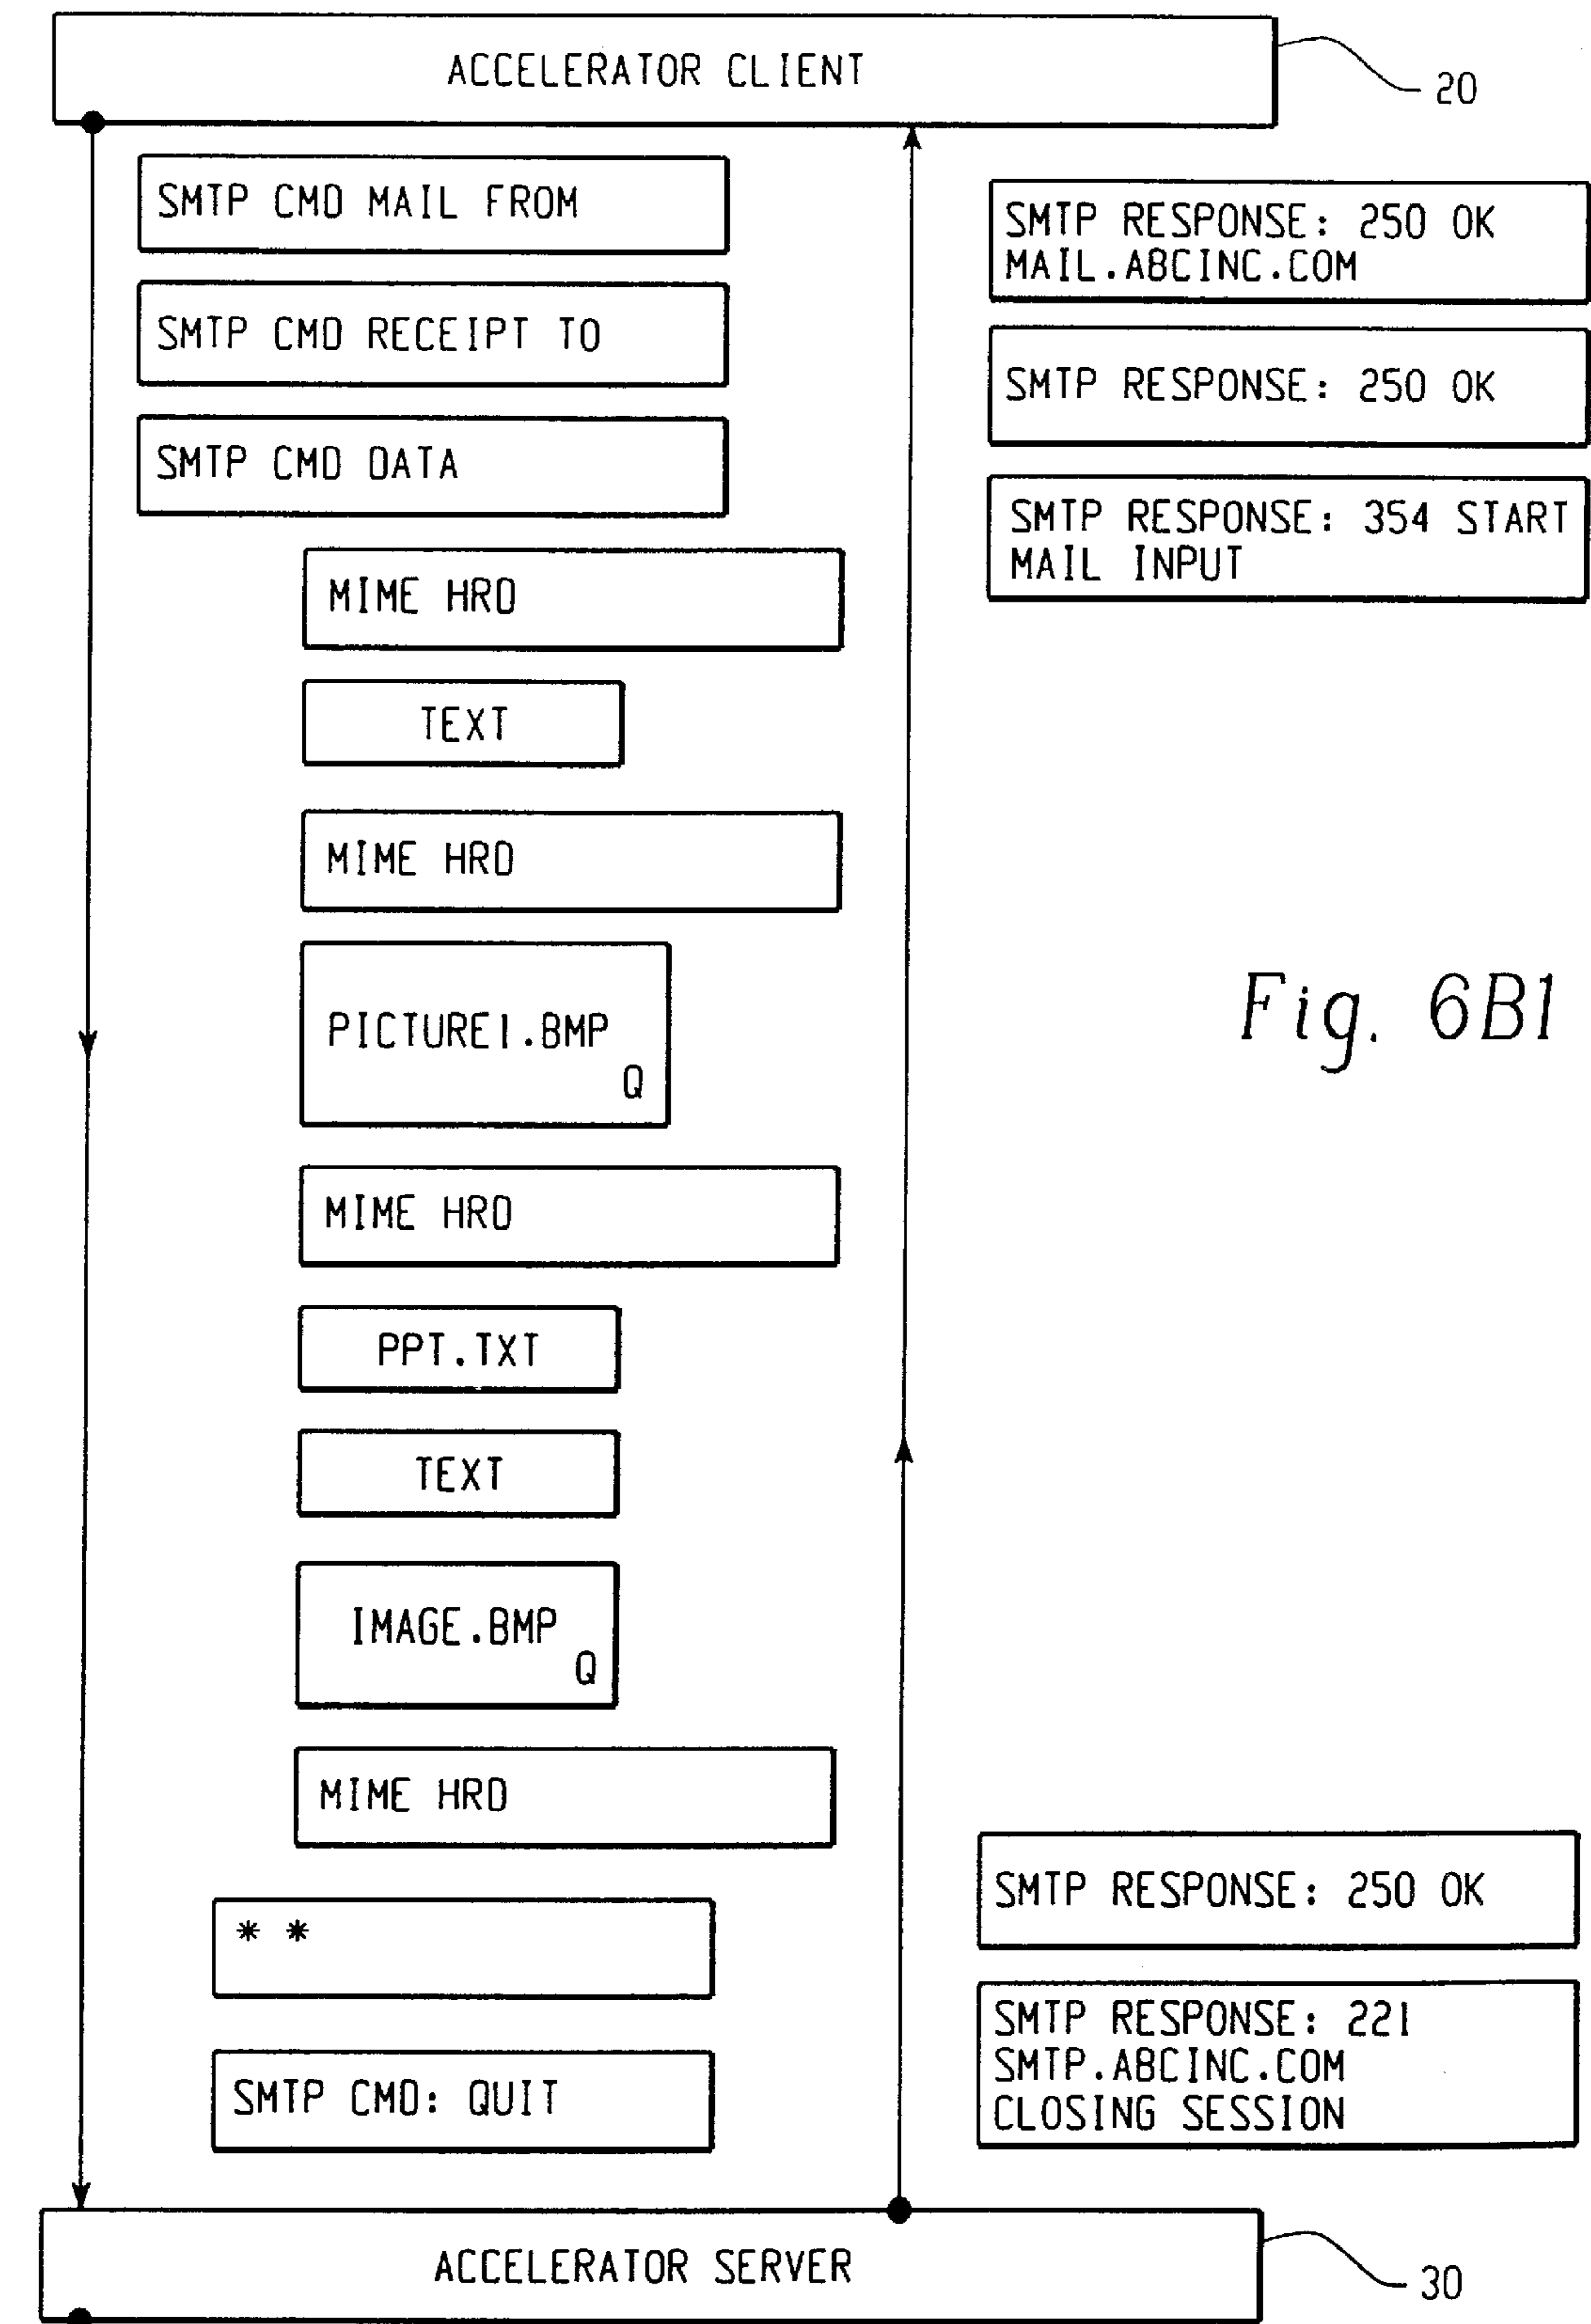 ACCELERATOR CLIENT
20
SMTP CMD MAIL FROM
SMTP RESPONSE: 250 OK
MAIL.ABCINC.COM
SMTP CMD RECEIPT TO
SMTP RESPONSE: 250 OK
SMTP CMD DATA
SMTP RESPONSE: 354 START
MAIL INPUT
MIME HRD
TEXT
MIME HRD
PICTURE1.BMP
Q
Fig. 6B1
MIME HRD
PPT.TXT
TEXT
IMAGE.BMP
Q
MIME HRD
SMTP RESPONSE: 250 OK
* *
SMTP RESPONSE: 221
SMTP.ABCINC.COM
CLOSING SESSION
SMTP CMD: QUIT
ACCELERATOR SERVER
30